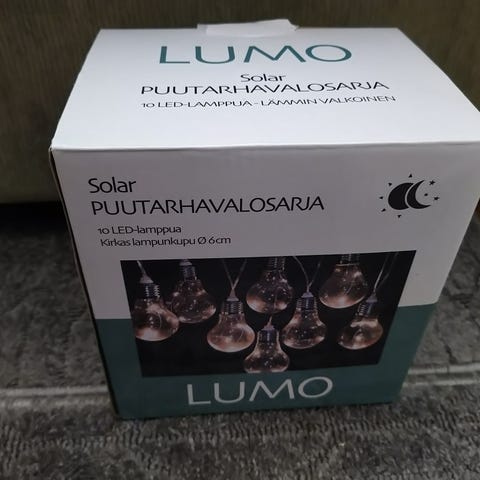 LUMO
Solar
PUUTARHAVALOSARJA
10 LED-LAMPPUA - LÄMMIN VALKOINEN
Solar
PUUTARHAVALOSARJA
10 LED-lamppua
Kirkas lampunkupu Ø 6cm
LUMO